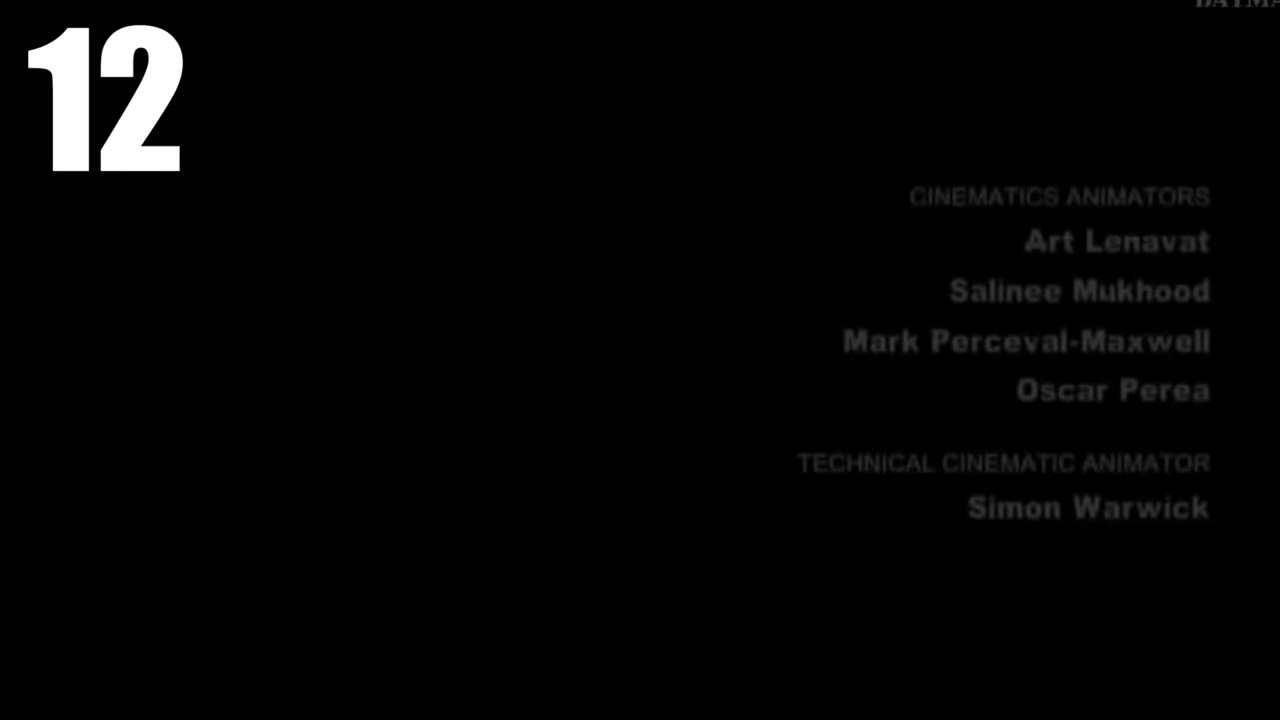 12
CINEMATICS ANIMATORS
Art Lenavat
Salinee Mukhood
Mark Perceval-Maxwell
Oscar Perea
TECHNICAL CINEMATIC ANIMATOR
Simon Warwick